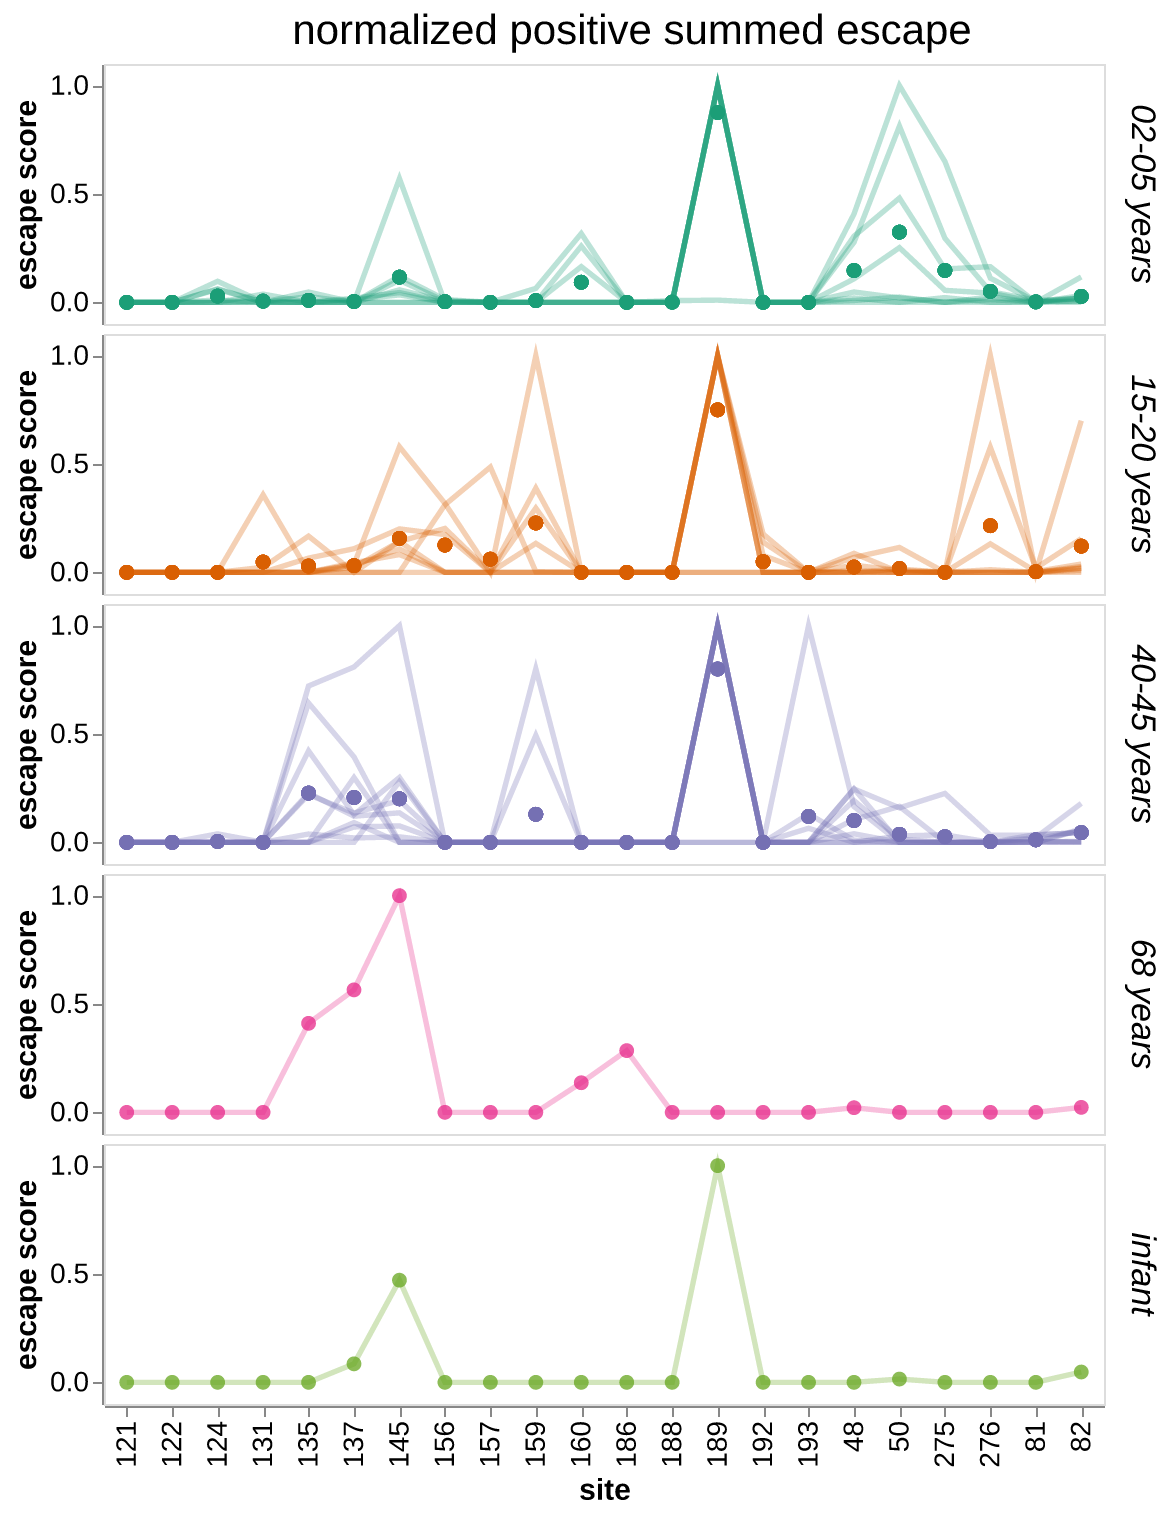 normalized positive summed escape
escape score
1.0
0.5
0.0
02-05 years
escape score
1.0
0.5
0.0
15-20 years
escape score
1.0
0.5
0.0
40-45 years
escape score
1.0
0.5
0.0
68 years
escape score
1.0
0.5
0.0
infant
121 122 124 131 135 137 145 156 157 159 160 186 188 189 192 193 48 50 275 276 81 82
site